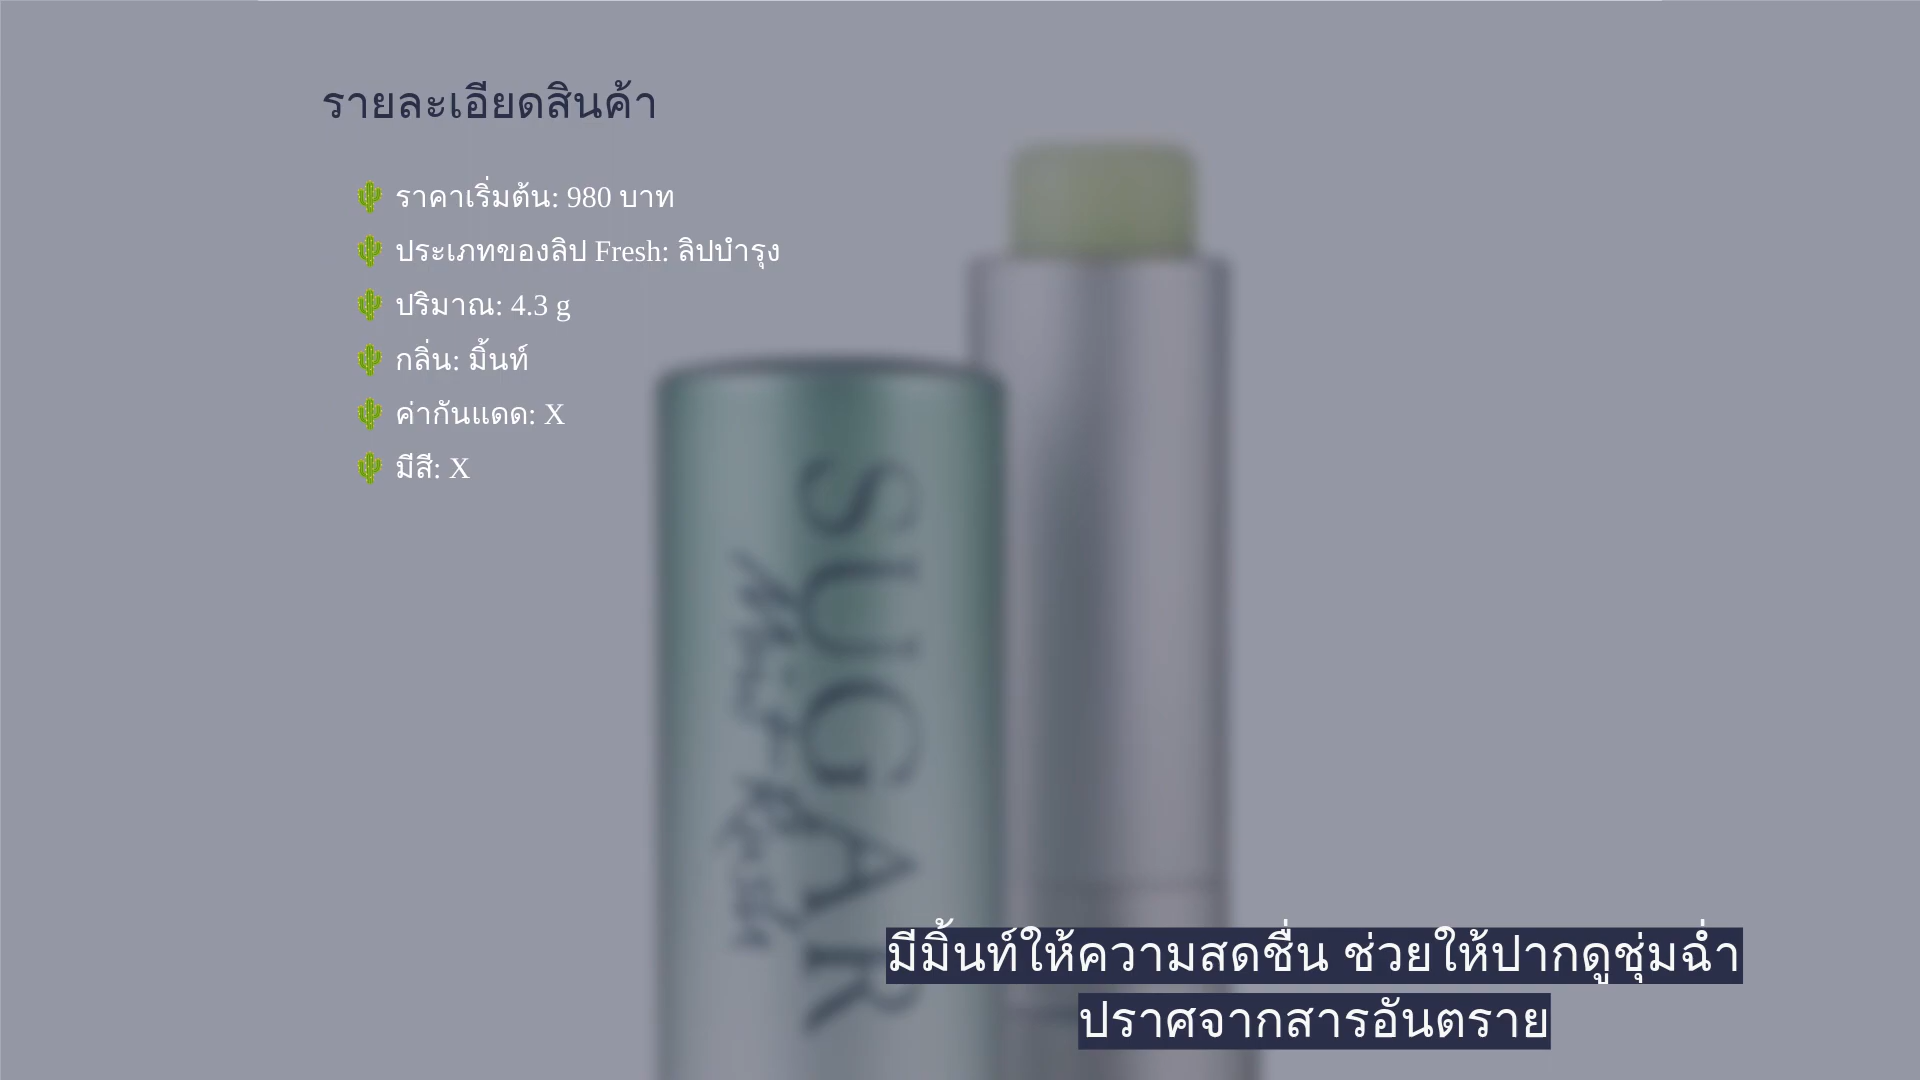 รายละเอียดสินค้า
🌵 ราคาเริ่มต้น: 980 บาท
🌵 ประเภทของลิป Fresh: ลิปบำรุง
🌵 ปริมาณ: 4.3 g
🌵 กลิ่น: มิ้นท์
🌵 ค่ากันแดด: X
🌵 มีสี: X
SUGAR
มีมิ้นท์ให้ความสดชื่น ช่วยให้ปากดูชุ่มฉ่ำ
ปราศจากสารอันตราย